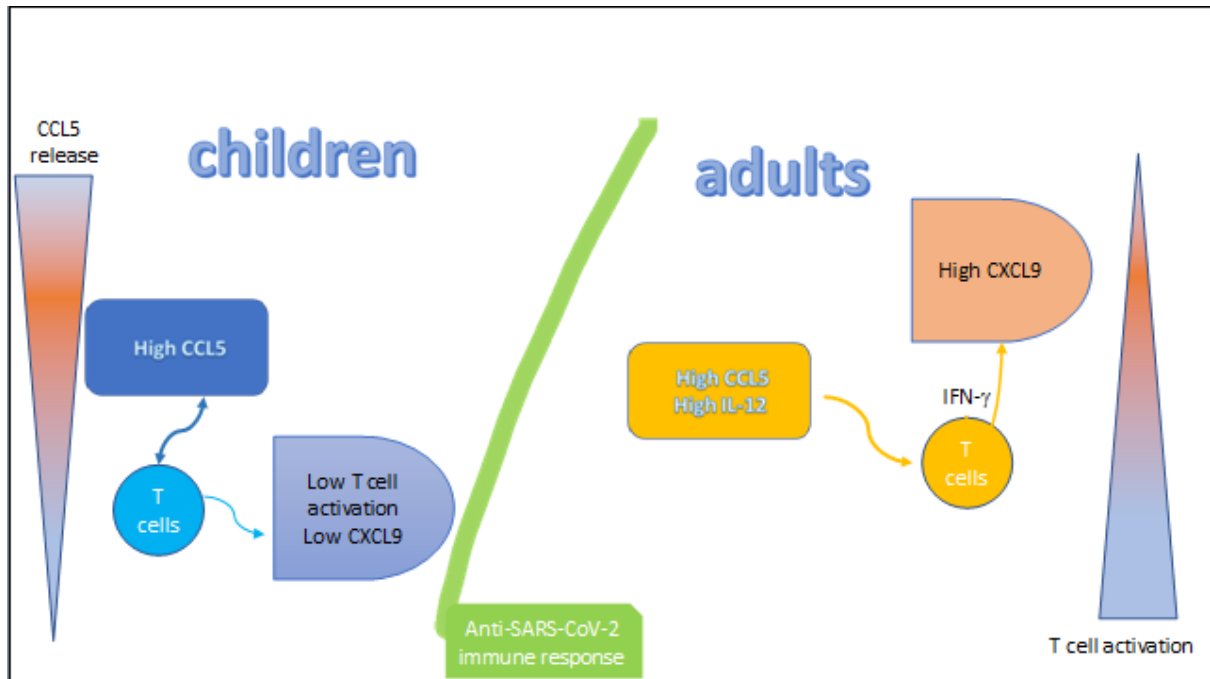 CCL5
release
children
adults
High CXCL9
High CCL5
High CCL5
High IL-12
IFN-γ
T
cells
T
cells
Low T cell
activation
Low CXCL9
Anti-SARS-CoV-2
immune response
T cell activation